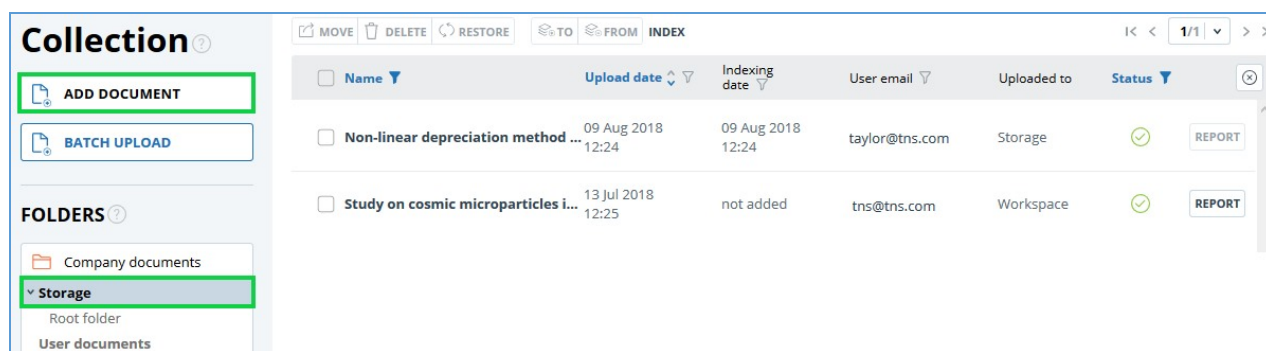 Collection
ADD DOCUMENT
BATCH UPLOAD
FOLDERS
Company documents
Storage
Root folder
User documents
MOVE DELETE RESTORE TO FROM INDEX 1/1
Name Upload date Indexing date User email Uploaded to Status
Non-linear depreciation method ... 09 Aug 2018 12:24 09 Aug 2018 12:24 taylor@tns.com Storage REPORT
Study on cosmic microparticles i... 13 Jul 2018 12:25 not added tns@tns.com Workspace REPORT